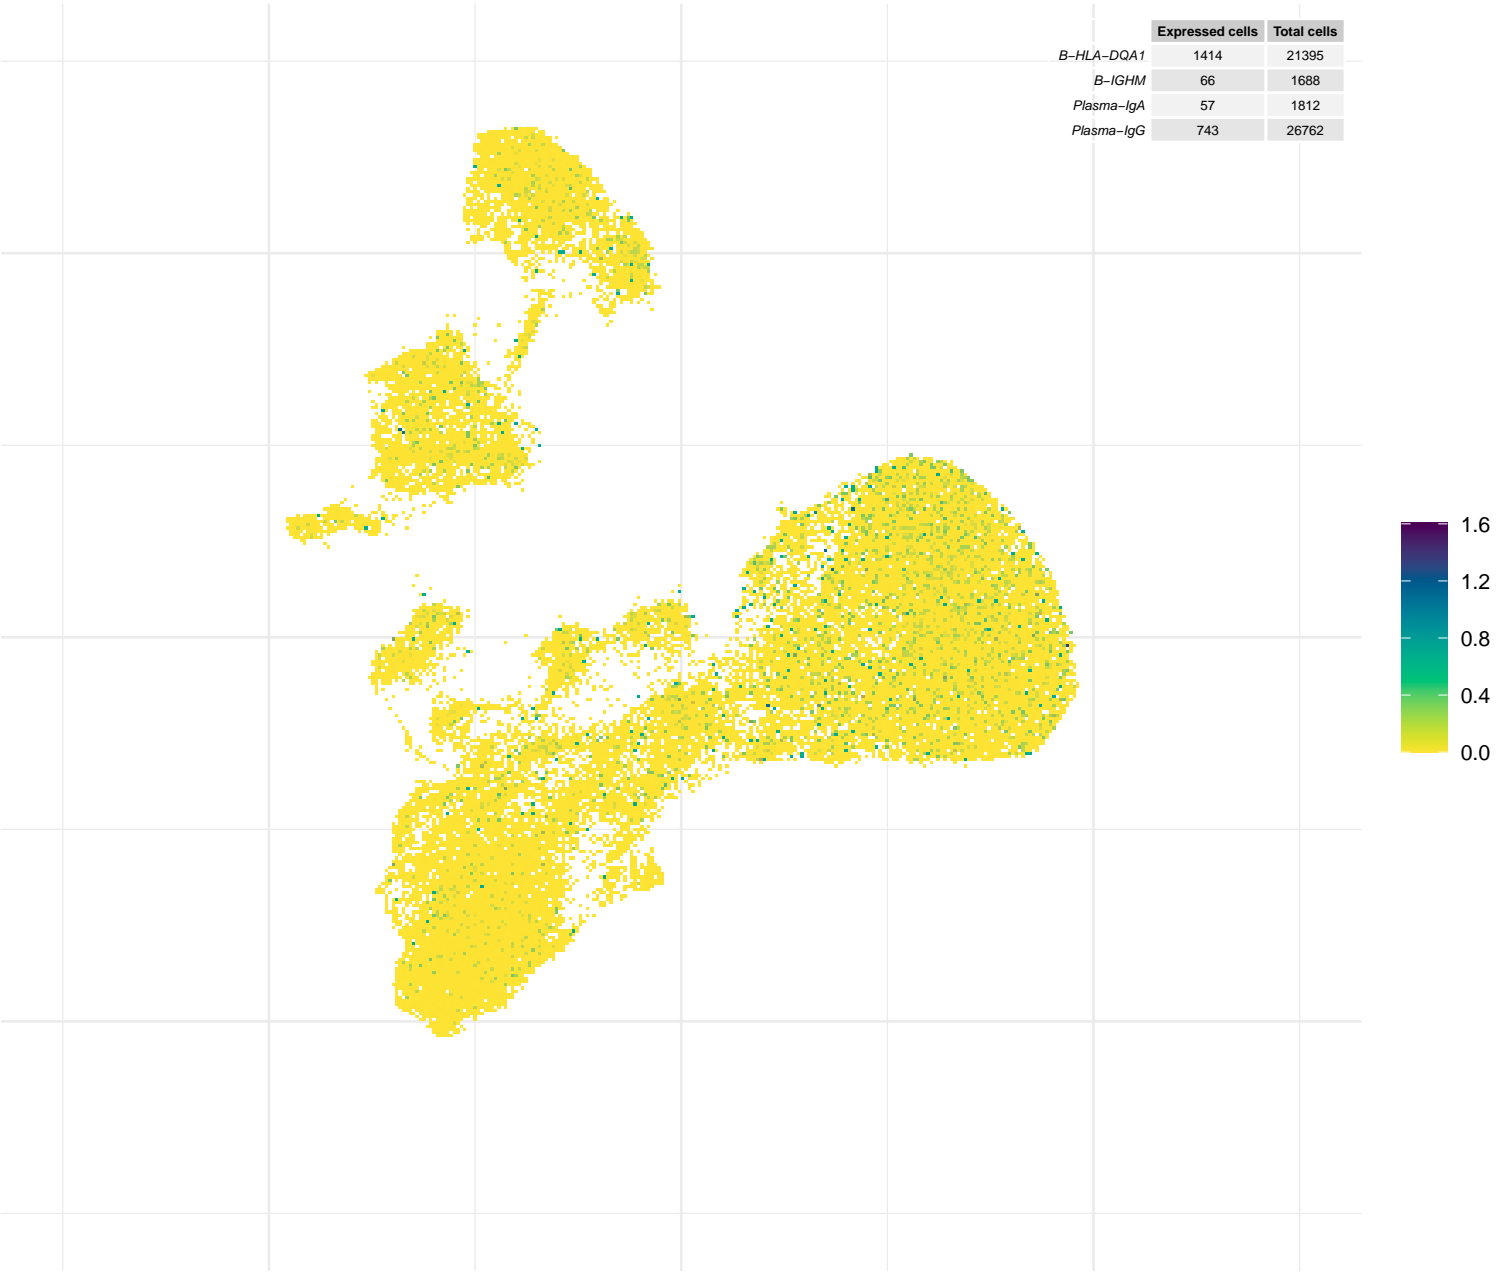 Expressed cells Total cells
B−HLA−DQA1 1414 21395
B−IGHM 66 1688
Plasma−IgA 57 1812
Plasma−IgG 743 26762
1.6
1.2
0.8
0.4
0.0